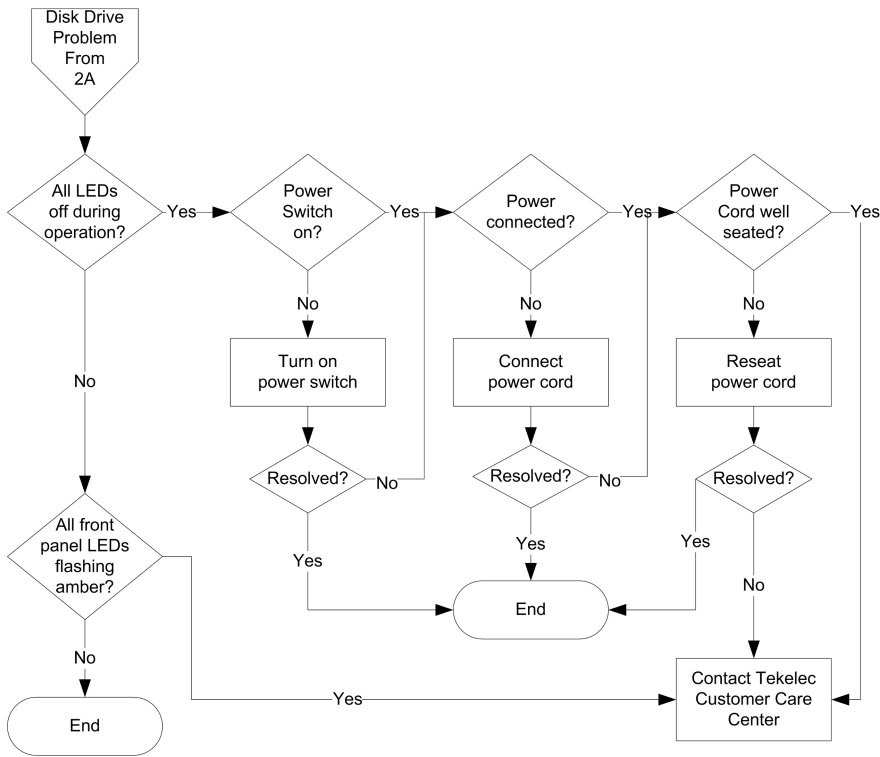 Disk Drive
Problem
From
2A
All LEDs
off during
operation?
Yes
Power
Switch
on?
Yes
Power
connected?
Yes
Power
Cord well
seated?
Yes
No
No
No
Turn on
power switch
Connect
power cord
Reseat
power cord
No
Resolved?
No
Resolved?
No
Resolved?
All front
panel LEDs
flashing
amber?
Yes
Yes
Yes
No
End
No
Yes
Contact Tekelec
Customer Care
Center
End